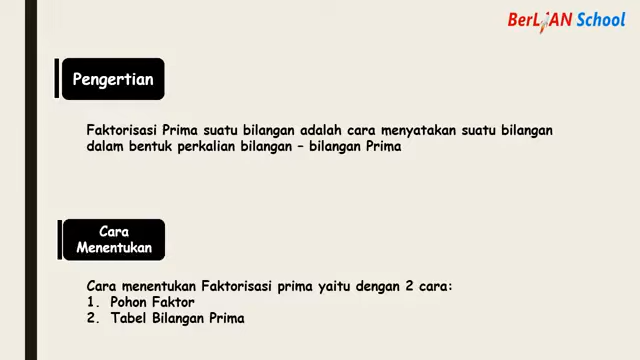 BerLiAN School
Pengertian
Faktorisasi Prima suatu bilangan adalah cara menyatakan suatu bilangan
dalam bentuk perkalian bilangan – bilangan Prima
Cara
Menentukan
Cara menentukan Faktorisasi prima yaitu dengan 2 cara:
1. Pohon Faktor
2. Tabel Bilangan Prima